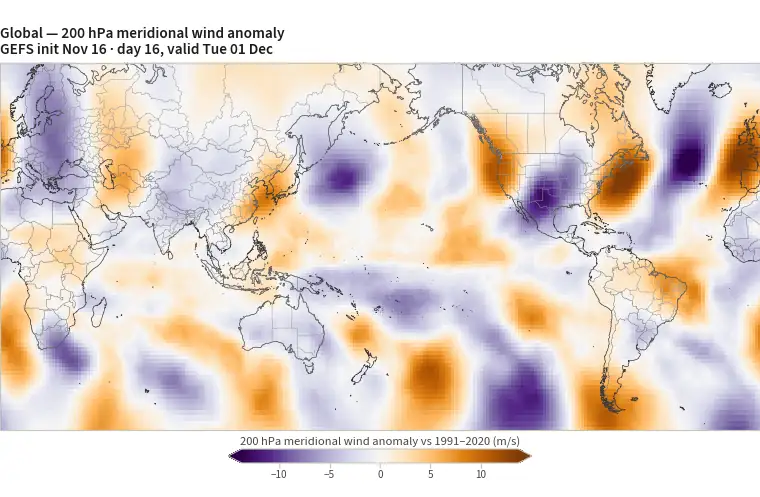 Global — 200 hPa meridional wind anomaly
GEFS init Nov 16 · day 16, valid Tue 01 Dec
200 hPa meridional wind anomaly vs 1991–2020 (m/s)
−10 −5 0 5 10